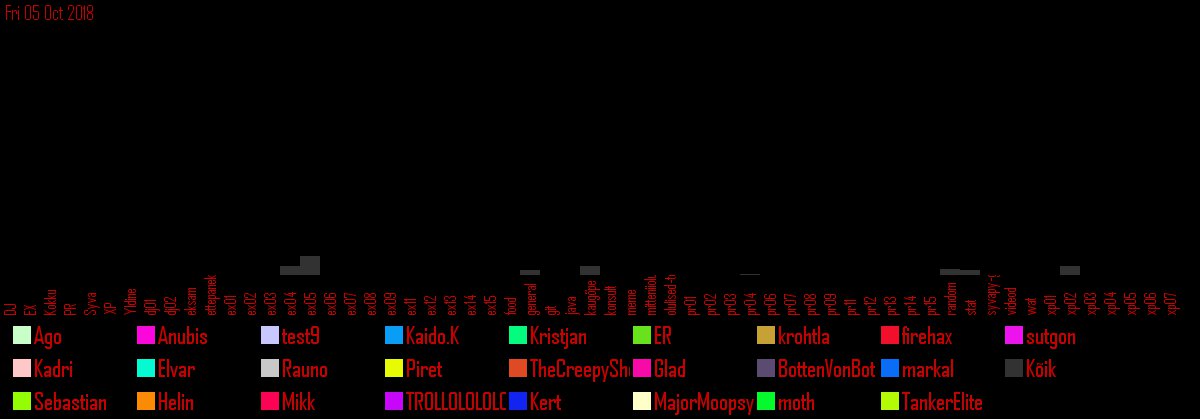 Fri 05 Oct 2018
DJ
EX
Kokku
PR
Syva
XP
Yldine
dj01
dj02
eksam
ettepanek
ex01
ex02
ex03
ex04
ex05
ex06
ex07
ex08
ex09
ex11
ex12
ex13
ex14
ex15
food
general
git
java
kaugõpe
konsult
meme
olulised-h
pr01
pr02
pr03
pr04
pr06
pr07
pr08
pr09
pr11
pr12
pr13
pr14
pr15
random
stat
videod
wat
xp01
xp02
xp03
xp04
xp05
xp06
xp07
Ago Anubis test9 Kaido.K Kristjan ER krohtla firehax sutgon
Kadri Elvar Rauno Piret TheCreepySh Glad BottenVonBot markal Kõik
Sebastian Helin Mikk TROLLOLOLOLO Kert MajorMoopsy moth TankerElite